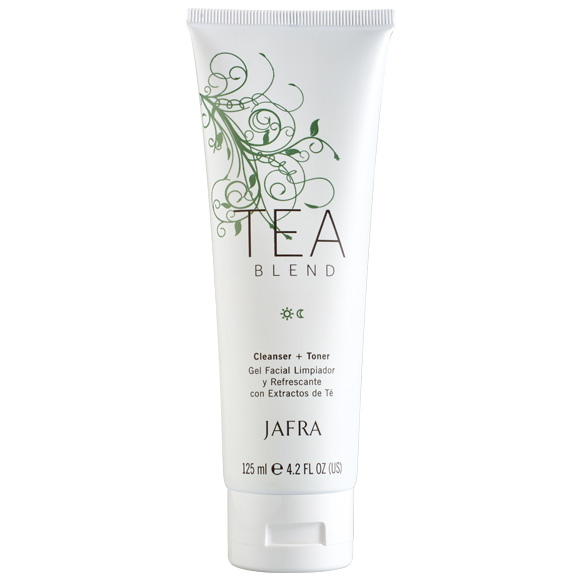 TEA
BLEND
Cleanser + Toner
Gel Facial Limpiador
y Refrescante
con Extractos de Té
JAFRA
125 ml ℮ 4.2 FL OZ (US)